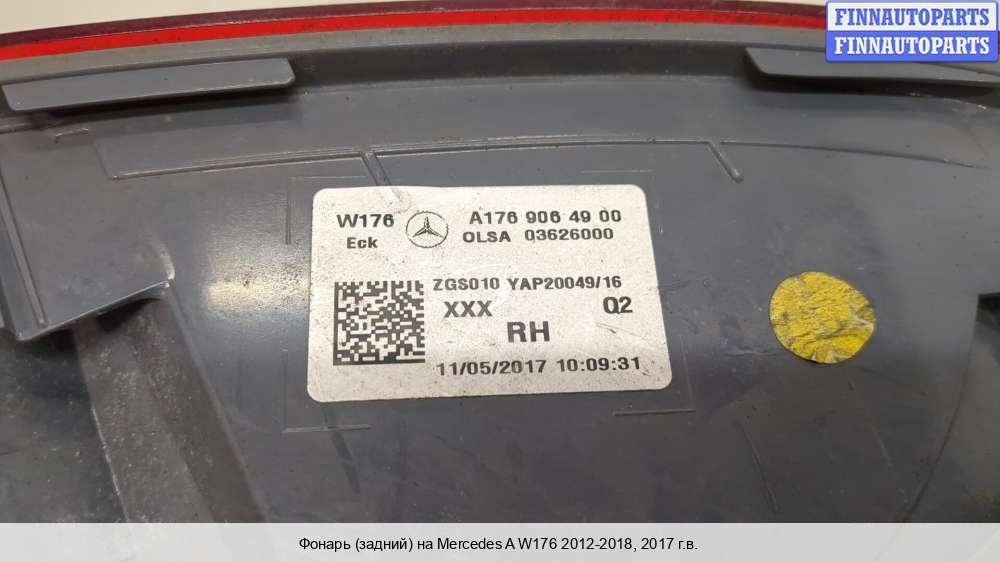 FINNAUTOPARTS
FINNAUTOPARTS
W176 A176 906 49 00
Eck OLSA 03626000
ZGS010 YAP20049/16
XXX Q2
RH
11/05/2017 10:09:31
Фонарь (задний) на Mercedes A W176 2012-2018, 2017 г.в.